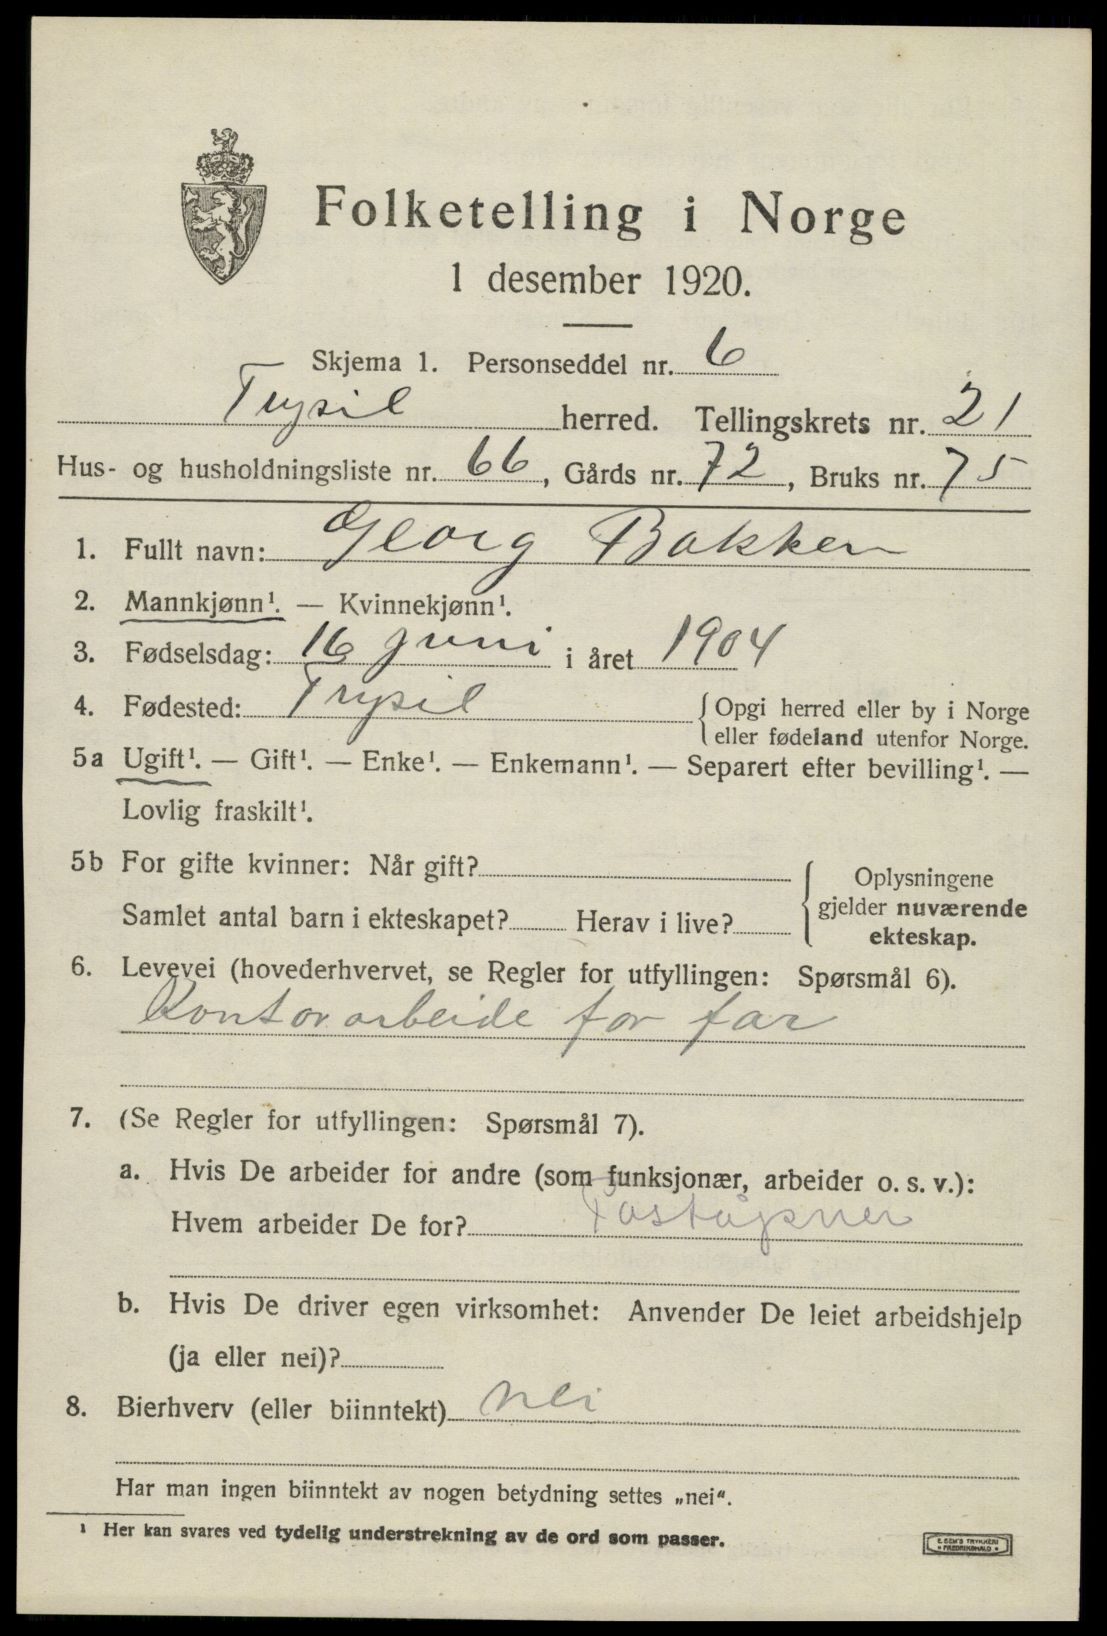 Folketelling i Norge
1 desember 1920.
Skjema 1. Personseddel nr. 6
Trysil herred. Tellingskrets nr. 21
Hus- og husholdningsliste nr. 66, Gårds nr. 72, Bruks nr. 75
1. Fullt navn: Georg Bakken
2. Mannkjønn¹. — Kvinnekjønn¹.
3. Fødselsdag: 16 juni i året 1904
4. Fødested: Trysil { Opgi herred eller by i Norge
eller fødeland utenfor Norge.
5a Ugift¹. — Gift¹. — Enke¹. — Enkemann¹. — Separert efter bevilling¹. —
Lovlig fraskilt¹.
5b For gifte kvinner: Når gift? { Oplysningene
gjelder nuværende
ekteskap.
Samlet antal barn i ekteskapet? Herav i live?
6. Levevei (hovederhvervet, se Regler for utfyllingen: Spørsmål 6).
Kontorarbeide for far
7. (Se Regler for utfyllingen: Spørsmål 7).
a. Hvis De arbeider for andre (som funksjonær, arbeider o. s. v.):
Hvem arbeider De for? Poståpner
b. Hvis De driver egen virksomhet: Anvender De leiet arbeidshjelp
(ja eller nei)?
8. Bierhverv (eller biinntekt) nei
Har man ingen biinntekt av nogen betydning settes „nei“.
¹ Her kan svares ved tydelig understrekning av de ord som passer.
E. SEM'S TRYKKERI
• FREDRIKSHALD •